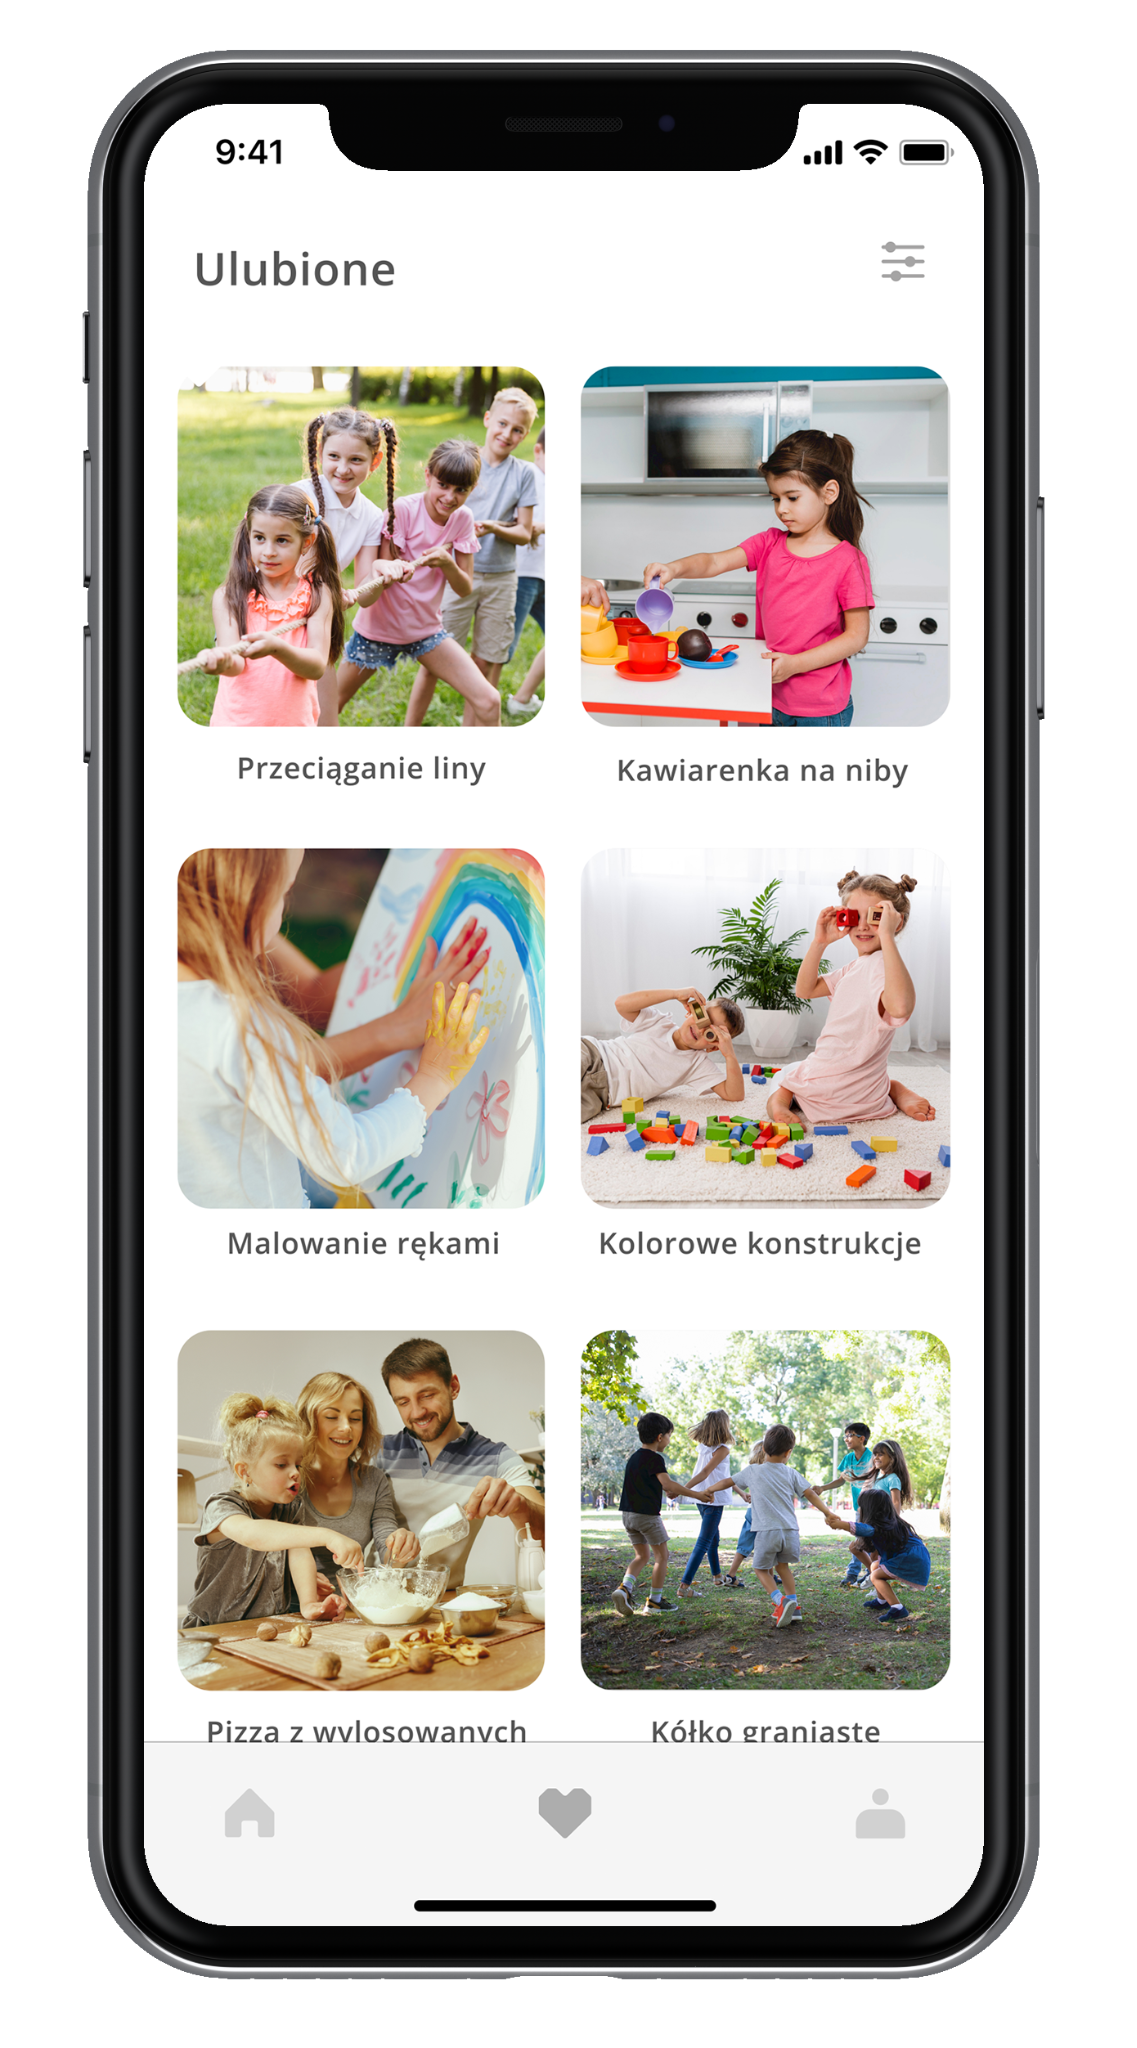 9:41
Ulubione
Przeciąganie liny
Kawiarenka na niby
Malowanie rękami
Kolorowe konstrukcje
Pizza z wylosowanych
Kółko graniaste